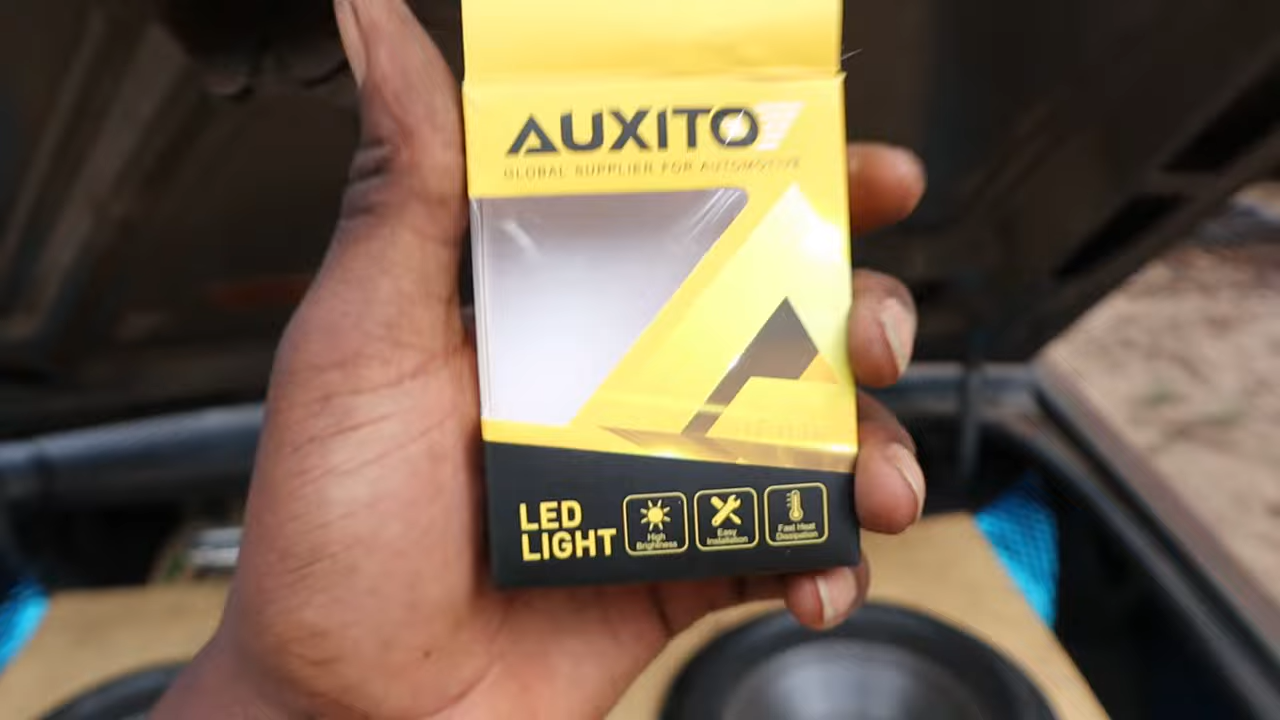 AUXITO
GLOBAL SUPPLIER FOR AUTOMOTIVE
LED
LIGHT
High
Brightness
Easy
Installation
Fast Heat
Dissipation